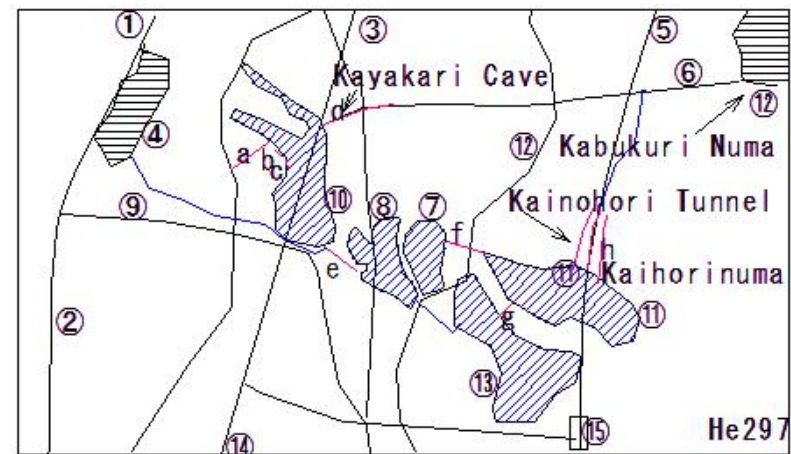 ① ③ ⑤
⑥
Kayakari Cave
d
④ ⑫
a b ⑫ Kabukuri Numa
c
Kainohori Tunnel
⑨ ⑩ ⑧ ⑦
f h
e ⑪ Kaihorinuma
② g ⑪
⑬
⑭ ⑮ He297